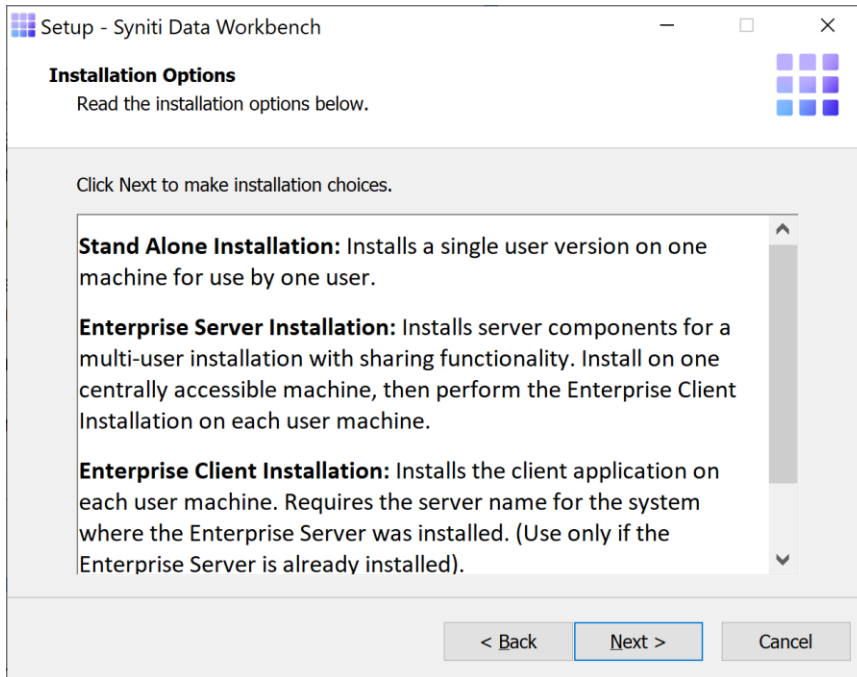 Setup - Syniti Data Workbench
Installation Options
Read the installation options below.
Click Next to make installation choices.
Stand Alone Installation: Installs a single user version on one
machine for use by one user.
Enterprise Server Installation: Installs server components for a
multi-user installation with sharing functionality. Install on one
centrally accessible machine, then perform the Enterprise Client
Installation on each user machine.
Enterprise Client Installation: Installs the client application on
each user machine. Requires the server name for the system
where the Enterprise Server was installed. (Use only if the
Enterprise Server is already installed).
< Back
Next >
Cancel